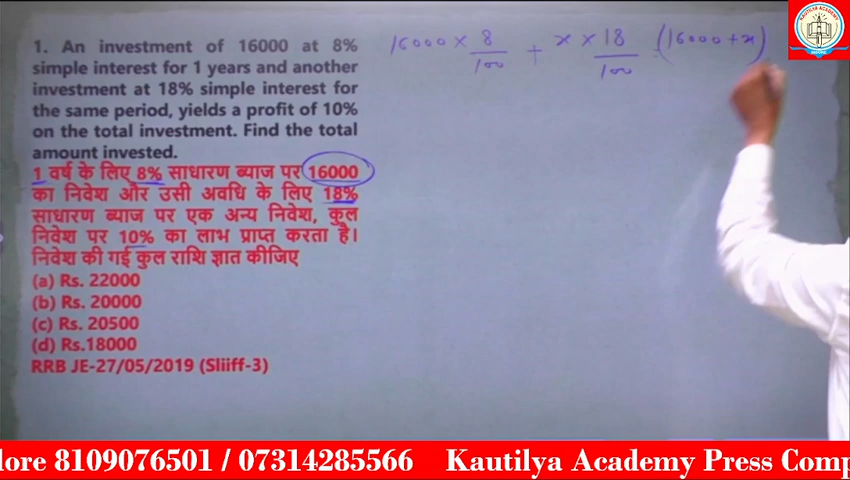 KAUTILYA ACADEMY
1. An investment of 16000 at 8%
simple interest for 1 years and another
investment at 18% simple interest for
the same period, yields a profit of 10%
on the total investment. Find the total
amount invested.
1 वर्ष के लिए 8% साधारण ब्याज पर 16000
का निवेश और उसी अवधि के लिए 18%
साधारण ब्याज पर एक अन्य निवेश, कुल
निवेश पर 10% का लाभ प्राप्त करता है।
निवेश की गई कुल राशि ज्ञात कीजिए
(a) Rs. 22000
(b) Rs. 20000
(c) Rs. 20500
(d) Rs.18000
RRB JE-27/05/2019 (Sliiff-3)
16000 × 8/100 + x × 18/100 (16000 + x)
lore 8109076501 / 07314285566 Kautilya Academy Press Comp